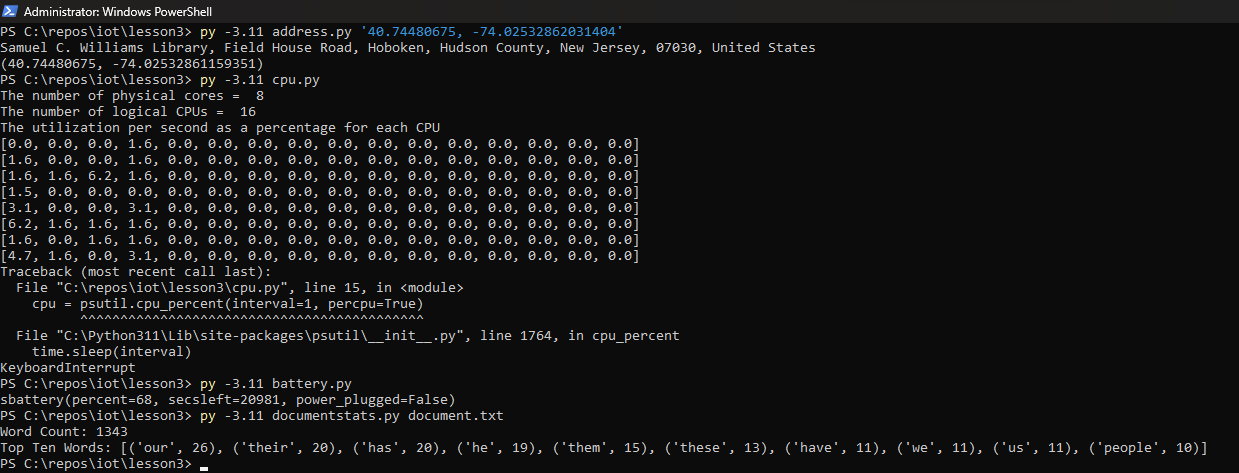 Administrator: Windows PowerShell
PS C:\repos\iot\lesson3> py -3.11 address.py '40.74480675, -74.02532862031404'
Samuel C. Williams Library, Field House Road, Hoboken, Hudson County, New Jersey, 07030, United States
(40.74480675, -74.02532861159351)
PS C:\repos\iot\lesson3> py -3.11 cpu.py
The number of physical cores =  8
The number of logical CPUs =  16
The utilization per second as a percentage for each CPU
[0.0, 0.0, 0.0, 1.6, 0.0, 0.0, 0.0, 0.0, 0.0, 0.0, 0.0, 0.0, 0.0, 0.0, 0.0, 0.0]
[1.6, 0.0, 0.0, 1.6, 0.0, 0.0, 0.0, 0.0, 0.0, 0.0, 0.0, 0.0, 0.0, 0.0, 0.0, 0.0]
[1.6, 1.6, 6.2, 1.6, 0.0, 0.0, 0.0, 0.0, 0.0, 0.0, 0.0, 0.0, 0.0, 0.0, 0.0, 0.0]
[1.5, 0.0, 0.0, 0.0, 0.0, 0.0, 0.0, 0.0, 0.0, 0.0, 0.0, 0.0, 0.0, 0.0, 0.0, 0.0]
[3.1, 0.0, 0.0, 3.1, 0.0, 0.0, 0.0, 0.0, 0.0, 0.0, 0.0, 0.0, 0.0, 0.0, 0.0, 0.0]
[6.2, 1.6, 1.6, 1.6, 0.0, 0.0, 0.0, 0.0, 0.0, 0.0, 0.0, 0.0, 0.0, 0.0, 0.0, 0.0]
[1.6, 0.0, 1.6, 1.6, 0.0, 0.0, 0.0, 0.0, 0.0, 0.0, 0.0, 0.0, 0.0, 0.0, 0.0, 0.0]
[4.7, 1.6, 0.0, 3.1, 0.0, 0.0, 0.0, 0.0, 0.0, 0.0, 0.0, 0.0, 0.0, 0.0, 0.0, 0.0]
Traceback (most recent call last):
  File "C:\repos\iot\lesson3\cpu.py", line 15, in <module>
    cpu = psutil.cpu_percent(interval=1, percpu=True)
          ^^^^^^^^^^^^^^^^^^^^^^^^^^^^^^^^^^^^^^^^^^^
  File "C:\Python311\Lib\site-packages\psutil\__init__.py", line 1764, in cpu_percent
    time.sleep(interval)
KeyboardInterrupt
PS C:\repos\iot\lesson3> py -3.11 battery.py
sbattery(percent=68, secsleft=20981, power_plugged=False)
PS C:\repos\iot\lesson3> py -3.11 documentstats.py document.txt
Word Count: 1343
Top Ten Words: [('our', 26), ('their', 20), ('has', 20), ('he', 19), ('them', 15), ('these', 13), ('have', 11), ('we', 11), ('us', 11), ('people', 10)]
PS C:\repos\iot\lesson3>